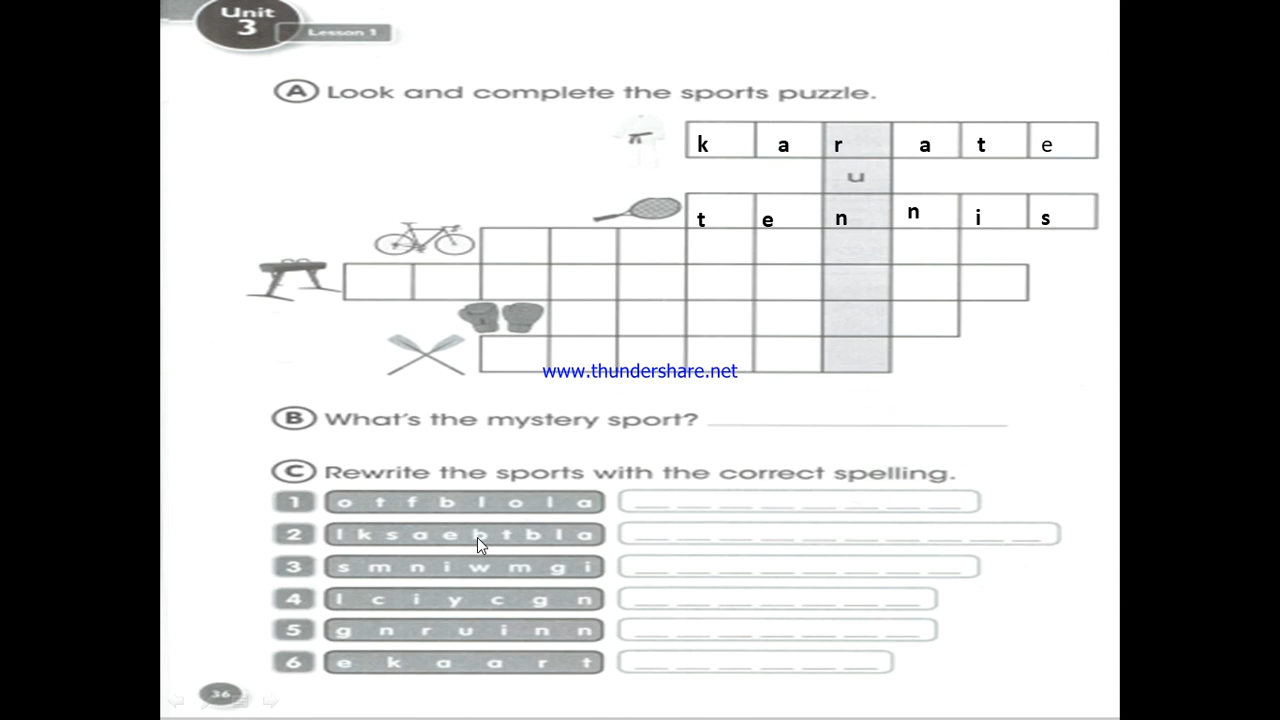 Unit
3
Lesson 1
A Look and complete the sports puzzle.
k a r a t e
u
t e n n i s
www.thundershare.net
B What's the mystery sport?
C Rewrite the sports with the correct spelling.
1 o t f b l o l a
2 l k s a e b t b l a
3 s m n i w m g i
4 l c i y c g n
5 g n r u i n n
6 e k a a r t
36